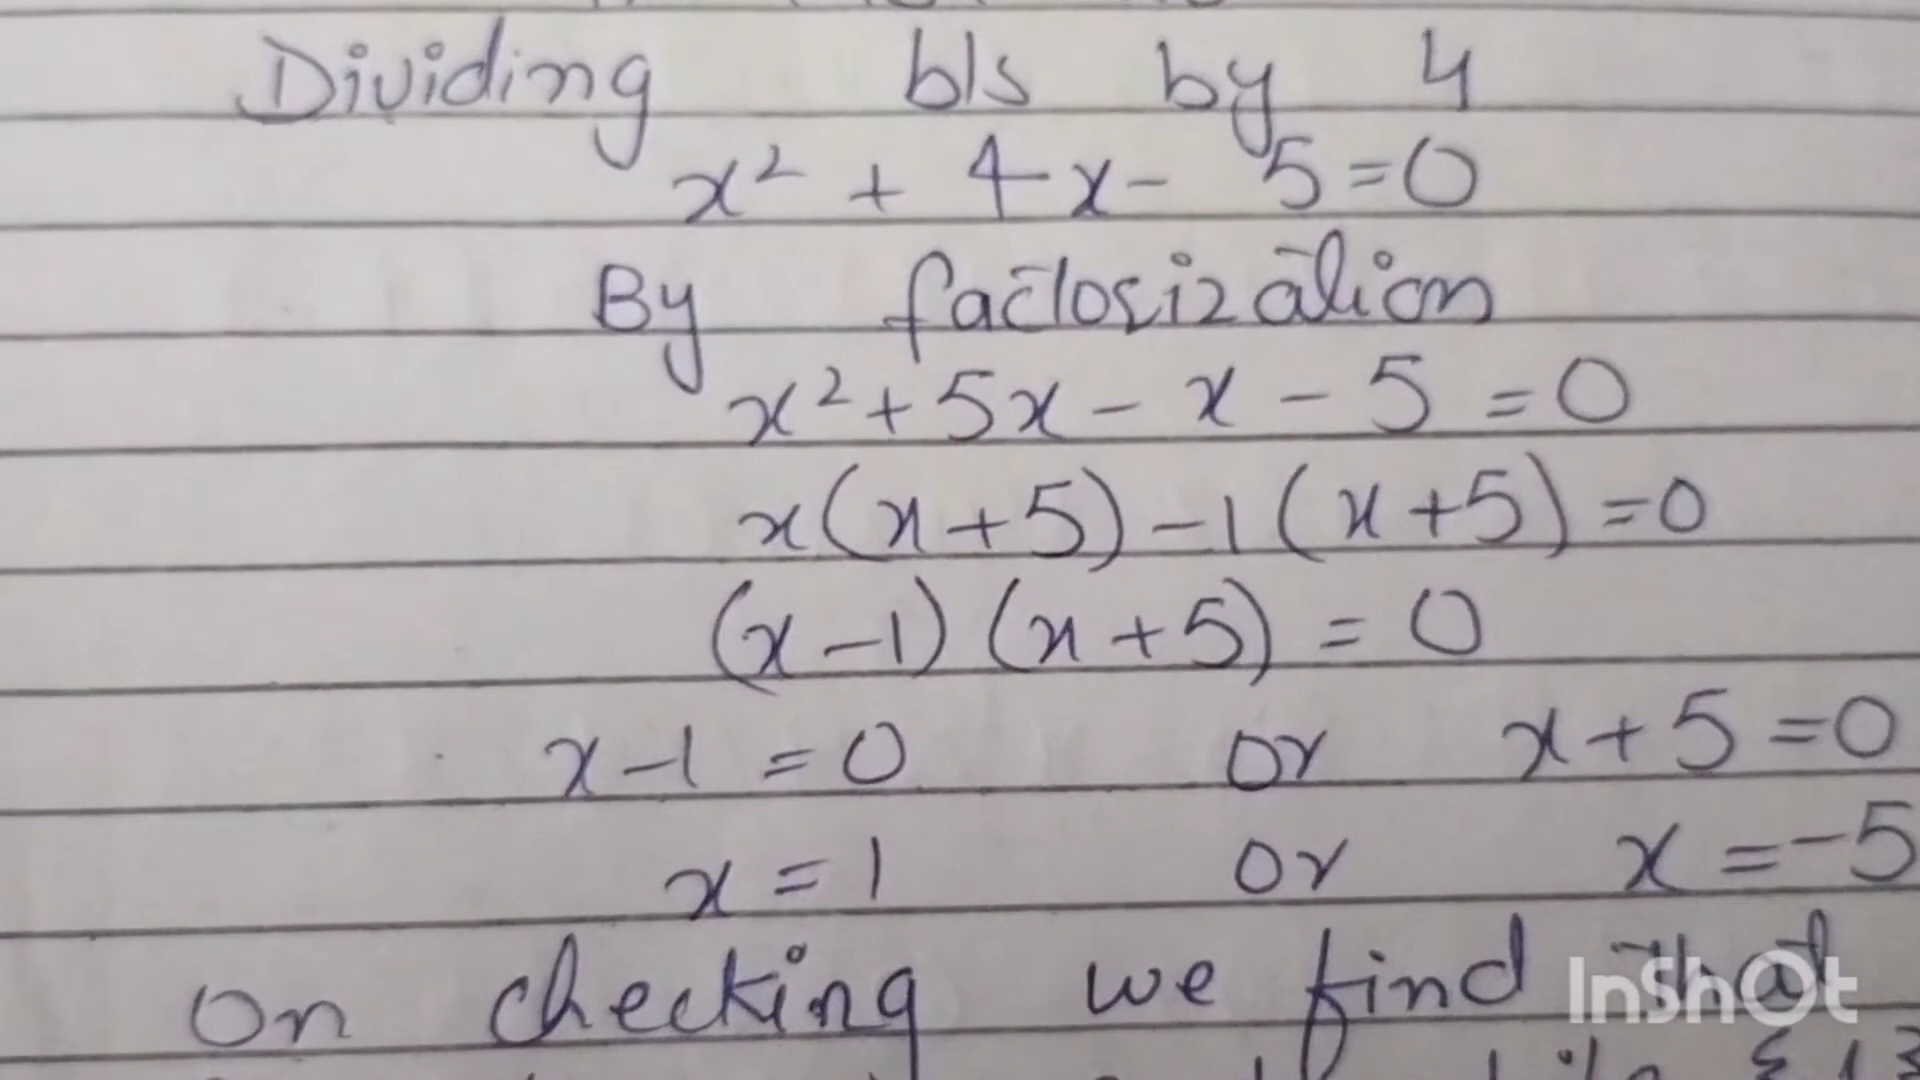 Dividing b/s by 4
x² + 4x - 5 = 0
By factorization
x² + 5x - x - 5 = 0
x(x+5) - 1(x+5) = 0
(x-1)(x+5) = 0
x-1 = 0 or x+5 = 0
x = 1 or x = -5
On checking we find that
InShOt